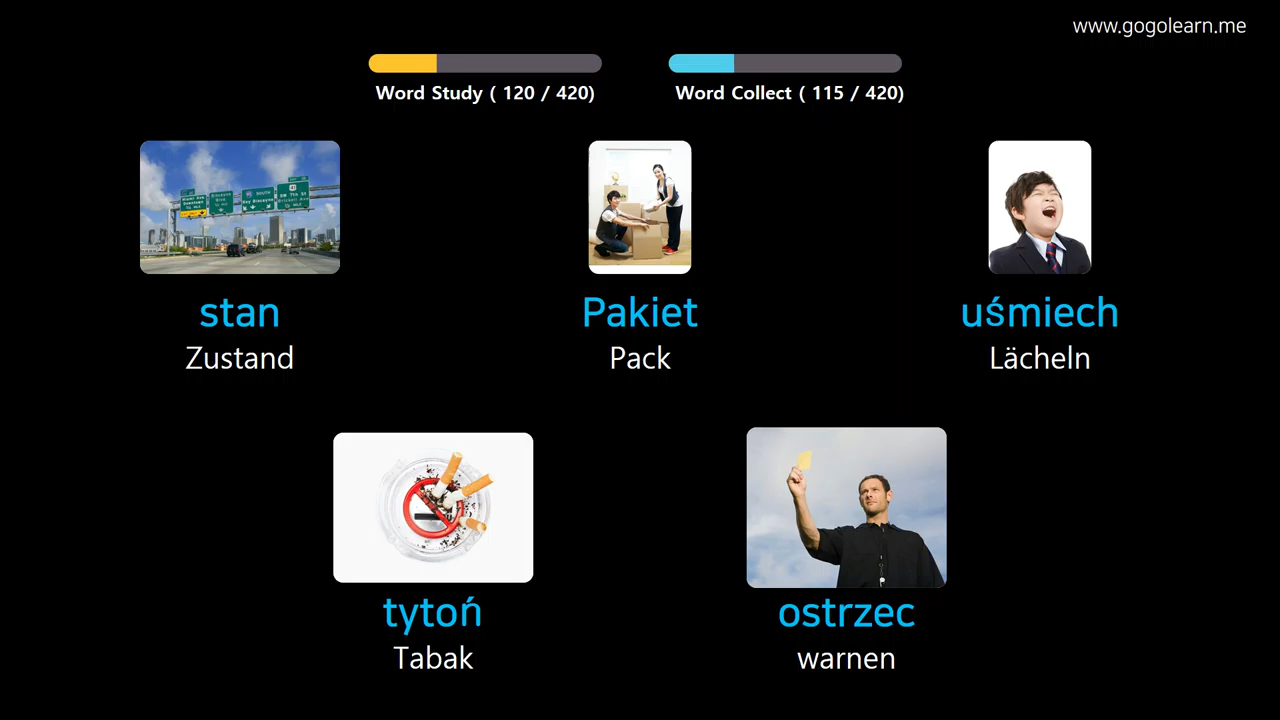 www.gogolearn.me
Word Study ( 120 / 420)
Word Collect ( 115 / 420)
stan
Zustand
Pakiet
Pack
uśmiech
Lächeln
tytoń
Tabak
ostrzec
warnen